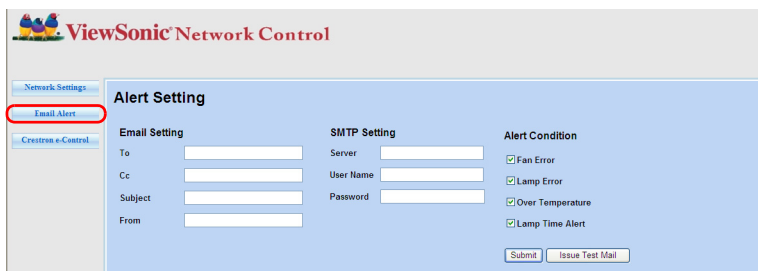 ViewSonic® Network Control
Network Settings
Email Alert
Crestron e-Control
Alert Setting
Email Setting
To
Cc
Subject
From
SMTP Setting
Server
User Name
Password
Alert Condition
Fan Error
Lamp Error
Over Temperature
Lamp Time Alert
Submit
Issue Test Mail